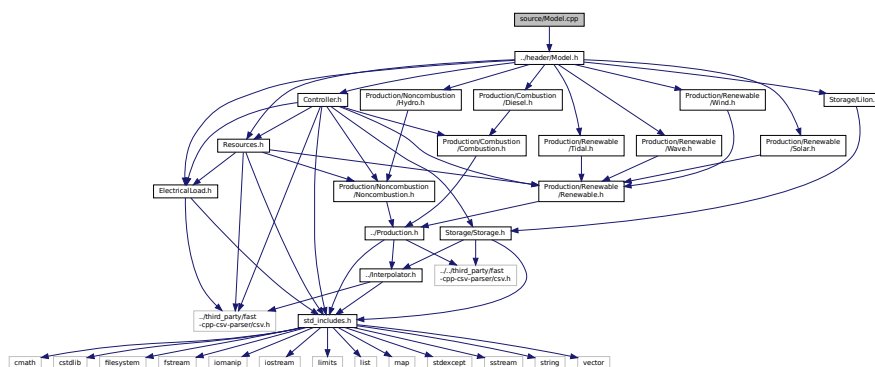 source/Model.cpp
../header/Model.h
Controller.h
Production/Noncombustion
/Hydro.h
Production/Combustion
/Diesel.h
Production/Renewable
/Wind.h
Storage/LiIon.
Resources.h
Production/Combustion
/Combustion.h
Production/Renewable
/Tidal.h
Production/Renewable
/Wave.h
Production/Renewable
/Solar.h
ElectricalLoad.h
Production/Noncombustion
/Noncombustion.h
Production/Renewable
/Renewable.h
../Production.h
Storage/Storage.h
../Interpolator.h
../../third_party/fast
-cpp-csv-parser/csv.h
../third_party/fast
-cpp-csv-parser/csv.h
std_includes.h
cmath
cstdlib
filesystem
fstream
iomanip
iostream
limits
list
map
stdexcept
sstream
string
vector